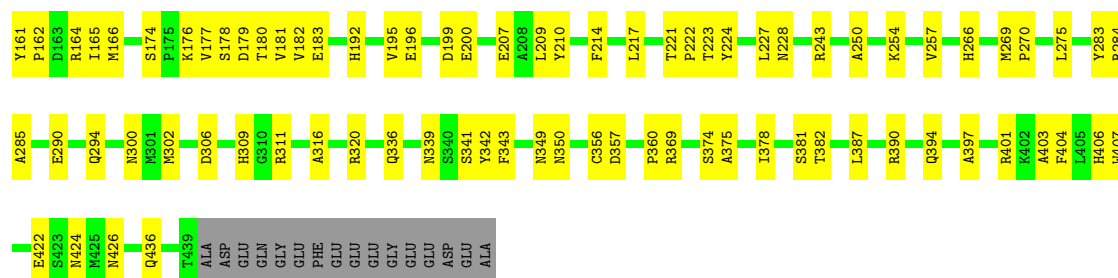 Y161 P162 D163 R164 I165 M166 S174 P175 K176 V177 S178 D179 T180 V181 V182 E183 H192 V195 E196 D199 E200 E207 A208 L209 Y210 F214 L217 T221 P222 T223 Y224 L227 N228 R243 A250 K254 V257 H266 M269 P270 L275 Y283
A285 E290 Q294 N300 M301 M302 D306 H309 G310 R311 A316 R320 Q336 N339 S340 S341 Y342 F343 N349 N350 C356 D357 P360 R369 S374 A375 I378 S381 T382 L387 R390 Q394 A397 R401 K402 A403 F404 L405 H406
E422 S423 N424 M425 N426 Q436 T439 ALA ASP GLU GLN GLY GLU PHE GLU GLU GLU GLY GLU GLU ASP GLU ALA